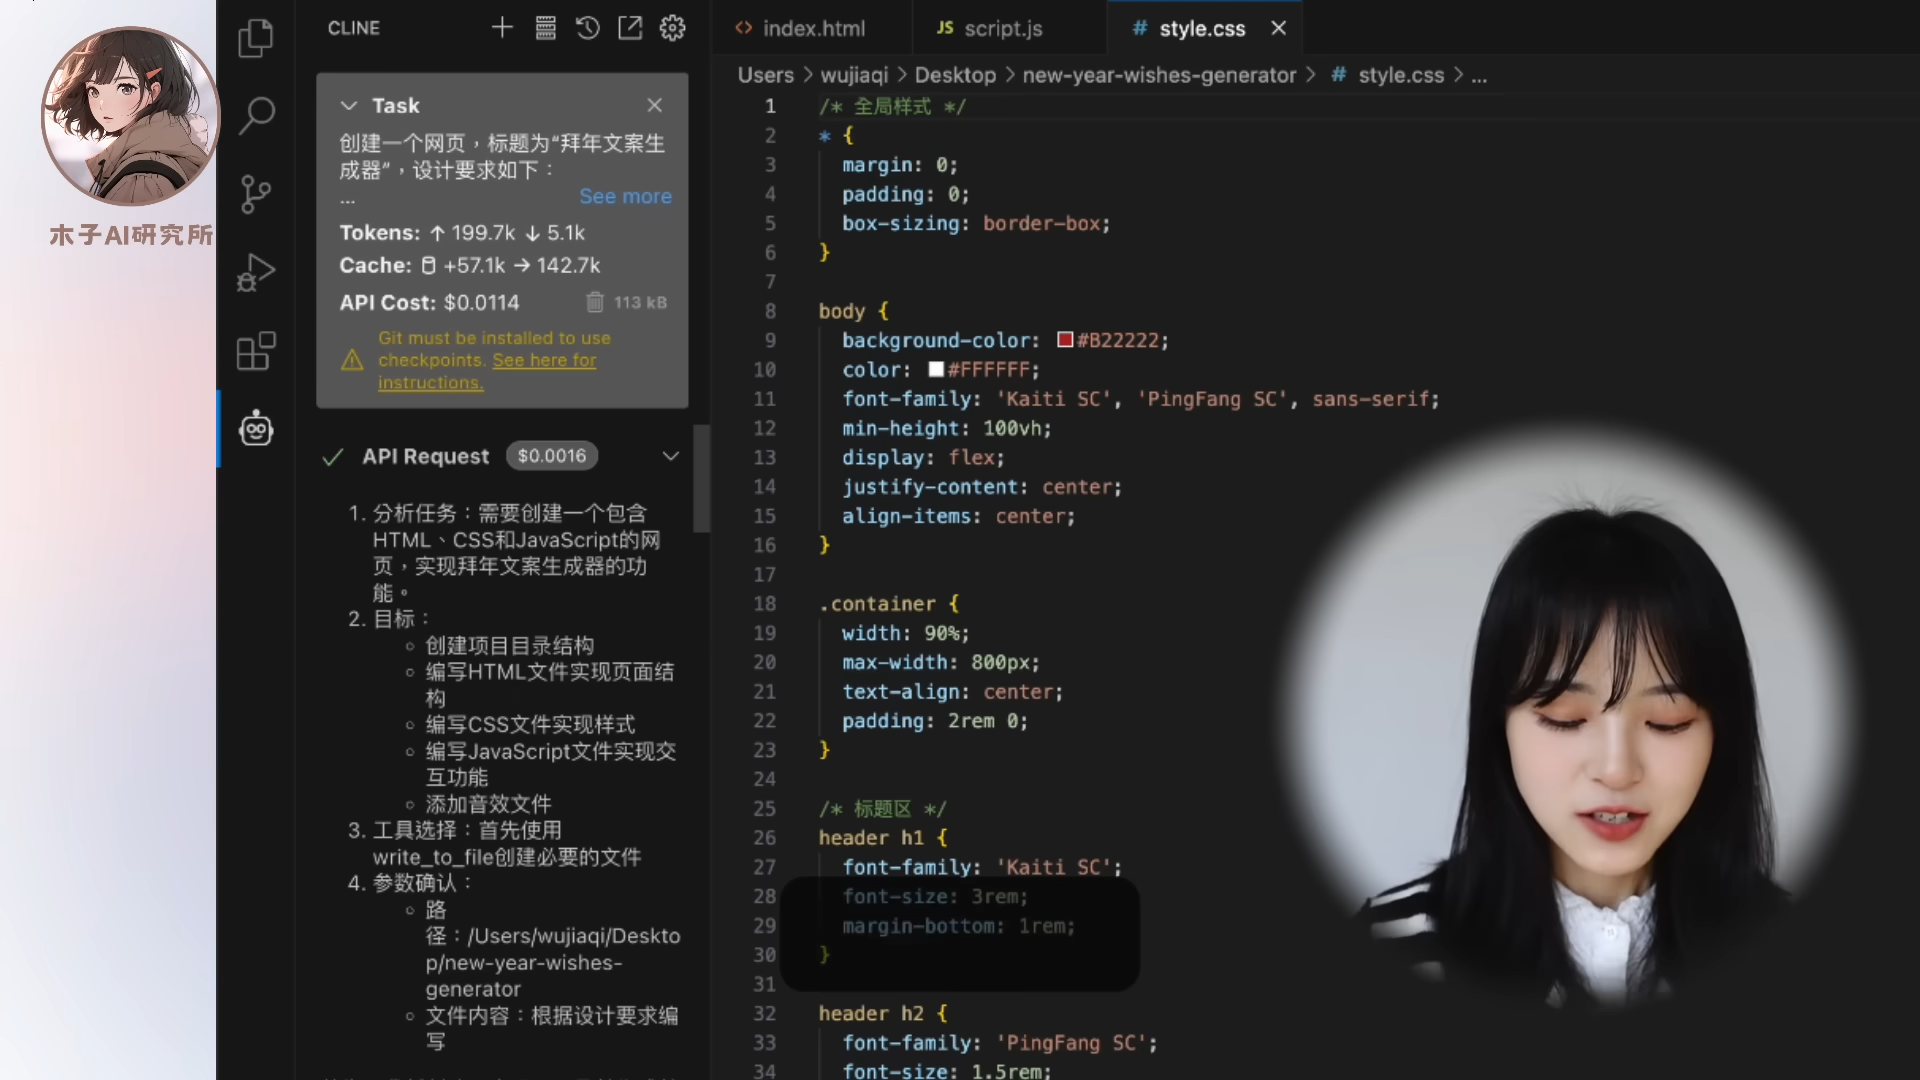 木子AI研究所
CLINE
Task
创建一个网页，标题为“拜年文案生
成器”，设计要求如下：
...
See more
Tokens: ↑ 199.7k ↓ 5.1k
Cache: +57.1k → 142.7k
API Cost: $0.0114
113 kB
Git must be installed to use
checkpoints. See here for
instructions.
API Request $0.0016
1. 分析任务：需要创建一个包含
HTML、CSS和JavaScript的网
页，实现拜年文案生成器的功
能。
2. 目标：
创建项目目录结构
编写HTML文件实现页面结
构
编写CSS文件实现样式
编写JavaScript文件实现交
互功能
添加音效文件
3. 工具选择：首先使用
write_to_file创建必要的文件
4. 参数确认：
路
径：/Users/wujiaqi/Deskto
p/new-year-wishes-
generator
文件内容：根据设计要求编
写
<> index.html
JS script.js
# style.css
Users > wujiaqi > Desktop > new-year-wishes-generator > # style.css > ...
1 /* 全局样式 */
2 * {
3 margin: 0;
4 padding: 0;
5 box-sizing: border-box;
6 }
7
8 body {
9 background-color: #B22222;
10 color: #FFFFFF;
11 font-family: 'Kaiti SC', 'PingFang SC', sans-serif;
12 min-height: 100vh;
13 display: flex;
14 justify-content: center;
15 align-items: center;
16 }
17
18 .container {
19 width: 90%;
20 max-width: 800px;
21 text-align: center;
22 padding: 2rem 0;
23 }
24
25 /* 标题区 */
26 header h1 {
27 font-family: 'Kaiti SC';
28 font-size: 3rem;
29 margin-bottom: 1rem;
30 }
31
32 header h2 {
33 font-family: 'PingFang SC';
34 font-size: 1.5rem;